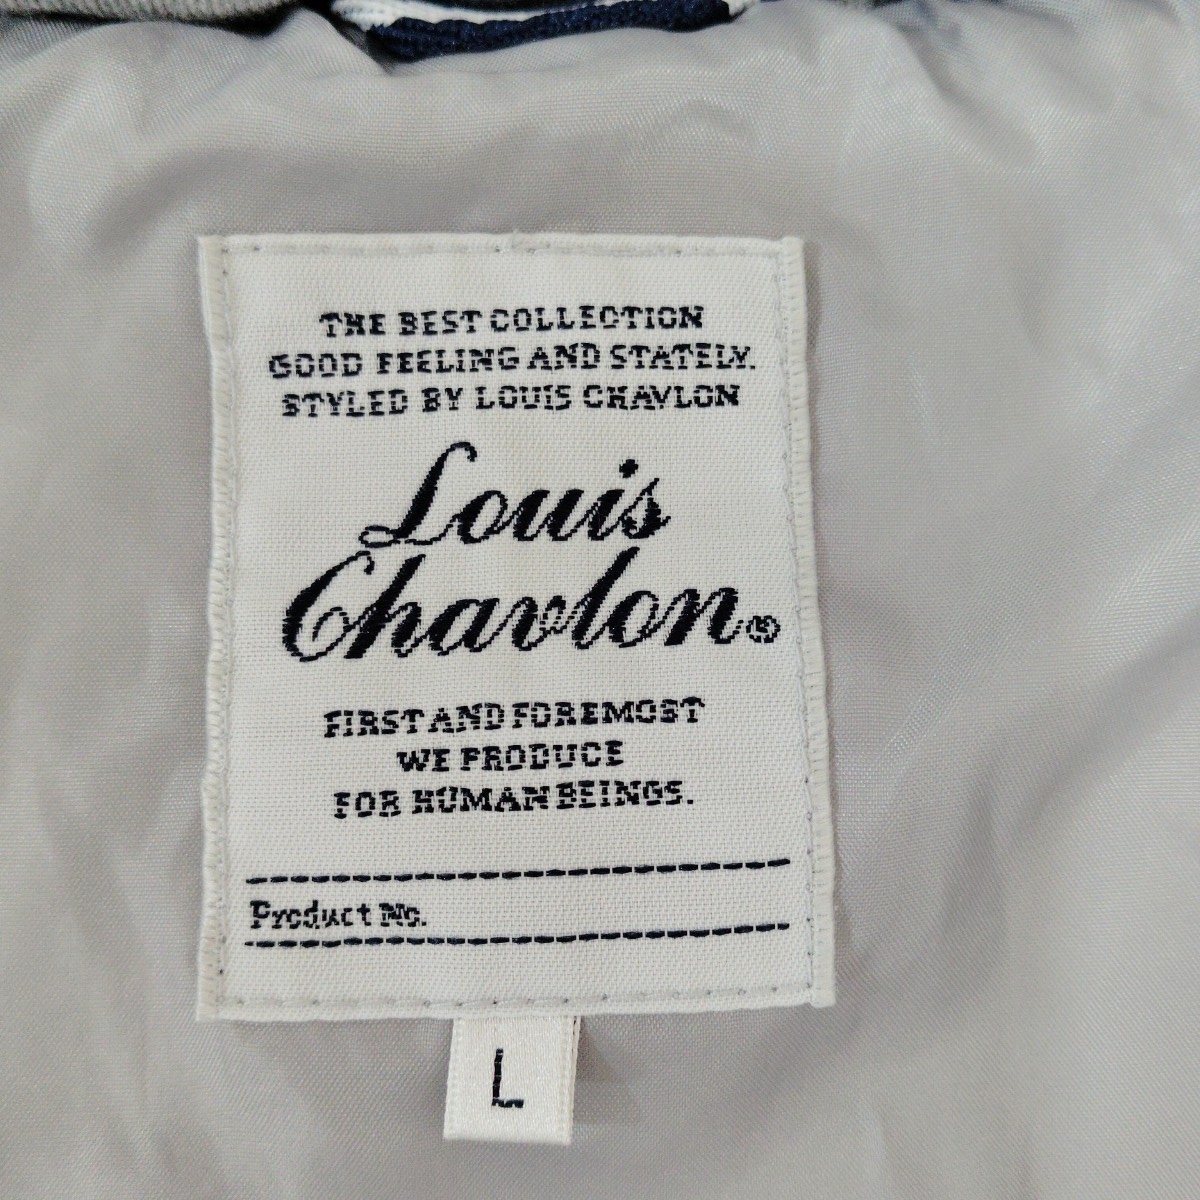 THE BEST COLLECTION
GOOD FEELING AND STATELY.
STYLED BY LOUIS CHAVLON
Louis
Chavlon®
FIRST AND FOREMOST
WE PRODUCE
FOR HUMAN BEINGS.
Product No.
L